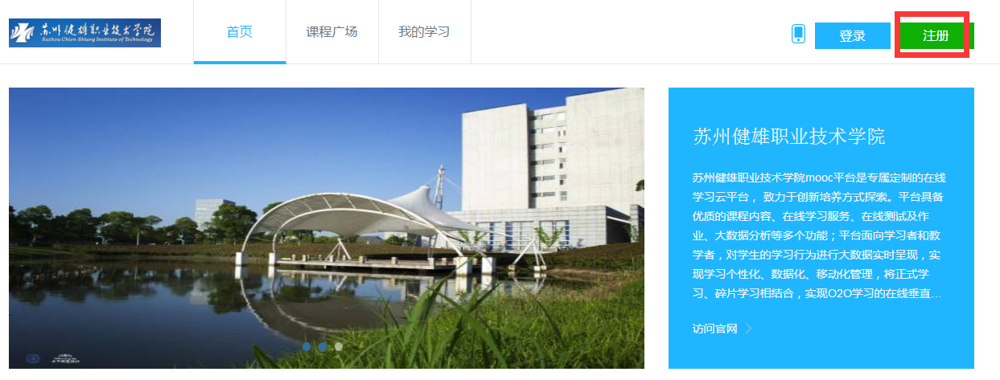 苏州健雄职业技术学院
Suzhou Chien-Shiung Institute of Technology
首页
课程广场
我的学习
登录
注册
苏州健雄职业技术学院
苏州健雄职业技术学院mooc平台是专属定制的在线
学习云平台， 致力于创新培养方式探索。平台具备
优质的课程内容、在线学习服务、在线测试及作
业、大数据分析等多个功能；平台面向学习者和教
学者，对学生的学习行为进行大数据实时呈现，实
现学习个性化、数据化、移动化管理，将正式学
习、碎片学习相结合，实现O2O学习的在线垂直...
访问官网